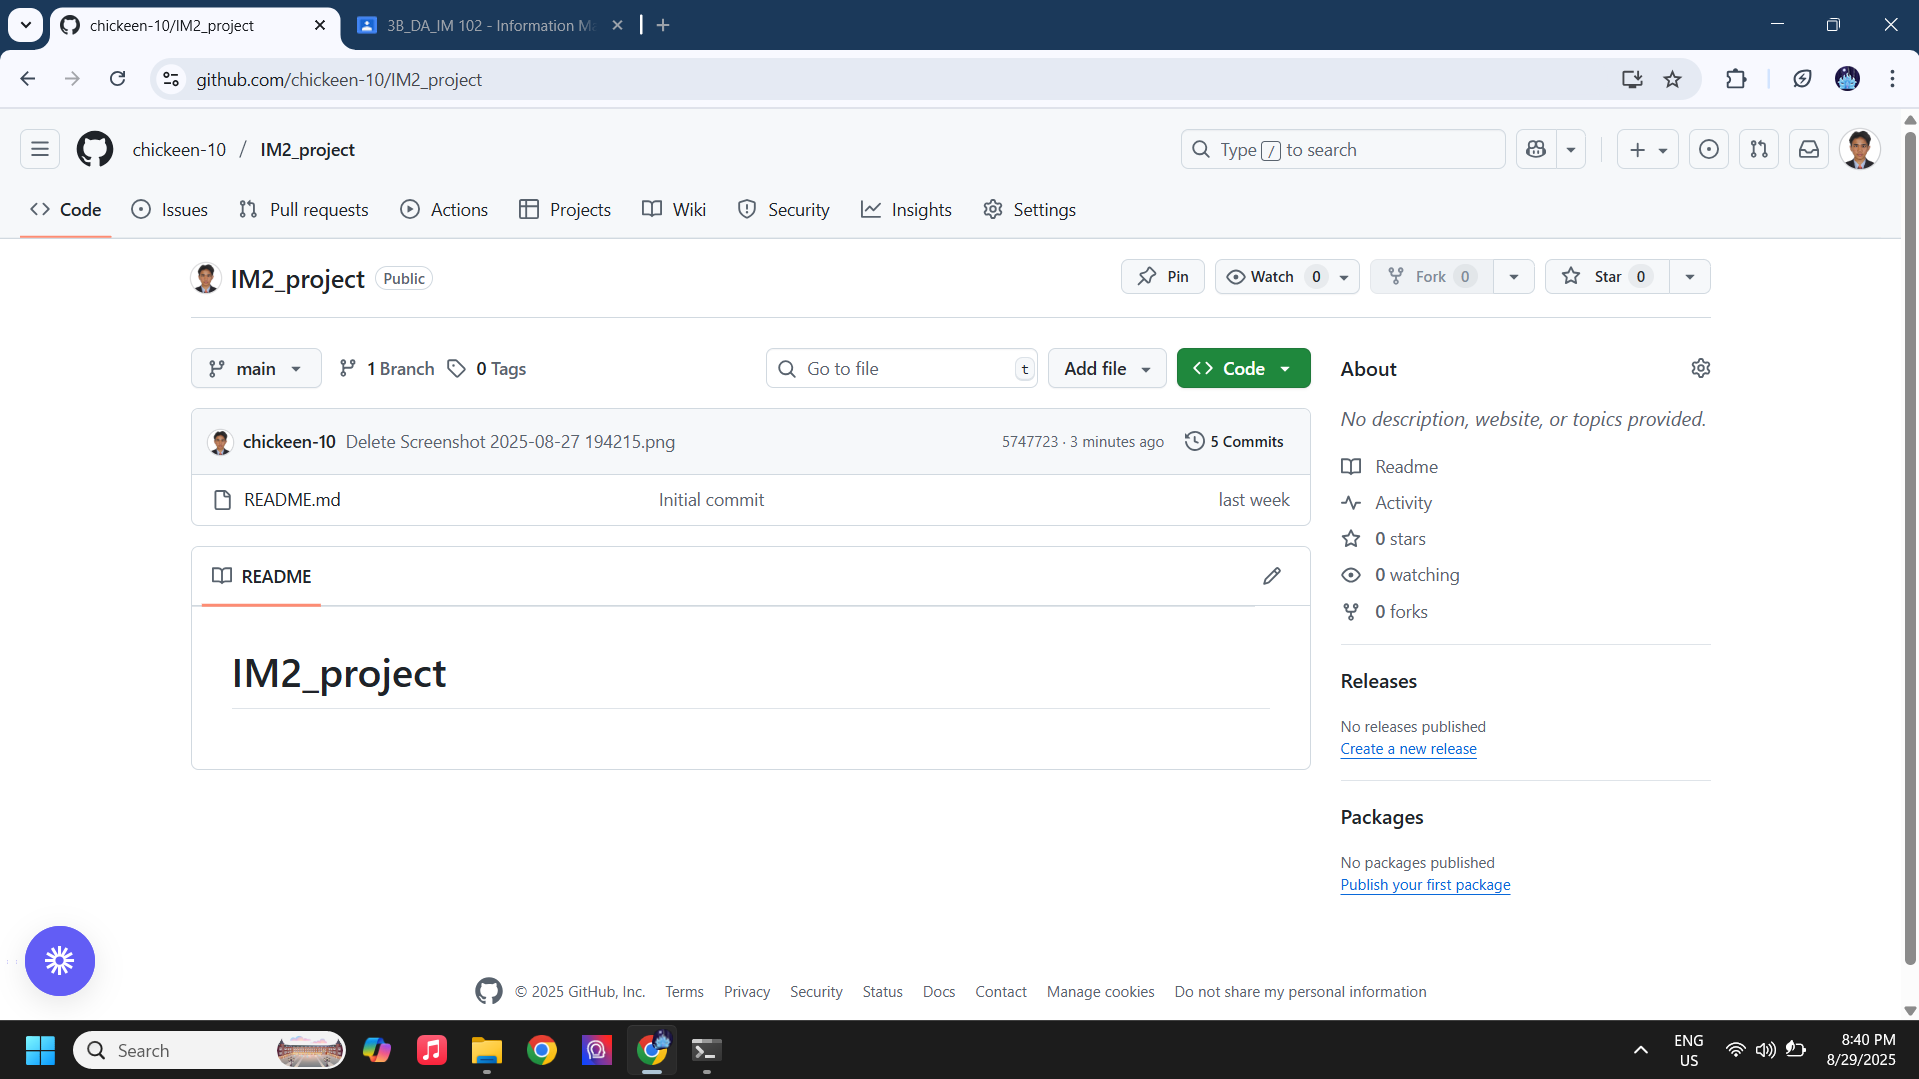 chickeen-10/IM2_project
3B_DA_IM 102 - Information Ma
github.com/chickeen-10/IM2_project
chickeen-10 / IM2_project
Type / to search
Code
Issues
Pull requests
Actions
Projects
Wiki
Security
Insights
Settings
IM2_project
Public
Pin
Watch 0
Fork 0
Star 0
main
1 Branch
0 Tags
Go to file
t
Add file
Code
About
No description, website, or topics provided.
chickeen-10 Delete Screenshot 2025-08-27 194215.png
5747723 · 3 minutes ago
5 Commits
README.md
Initial commit
last week
Readme
Activity
0 stars
0 watching
0 forks
README
IM2_project
Releases
No releases published
Create a new release
Packages
No packages published
Publish your first package
© 2025 GitHub, Inc.
Terms
Privacy
Security
Status
Docs
Contact
Manage cookies
Do not share my personal information
Search
ENG
US
8:40 PM
8/29/2025